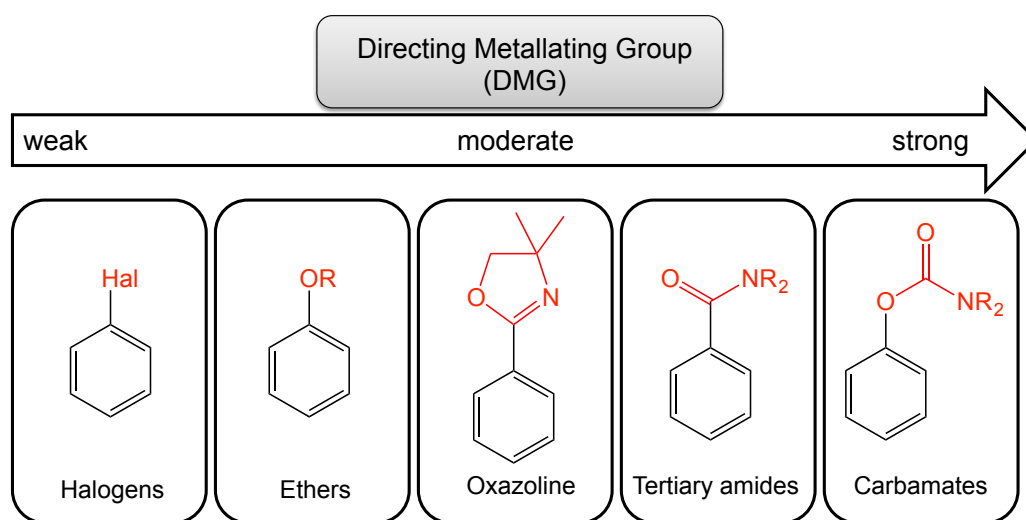 Directing Metallating Group
(DMG)
weak moderate strong
Hal
OR
O N
O NR2
O
O NR2
Halogens Ethers Oxazoline Tertiary amides Carbamates